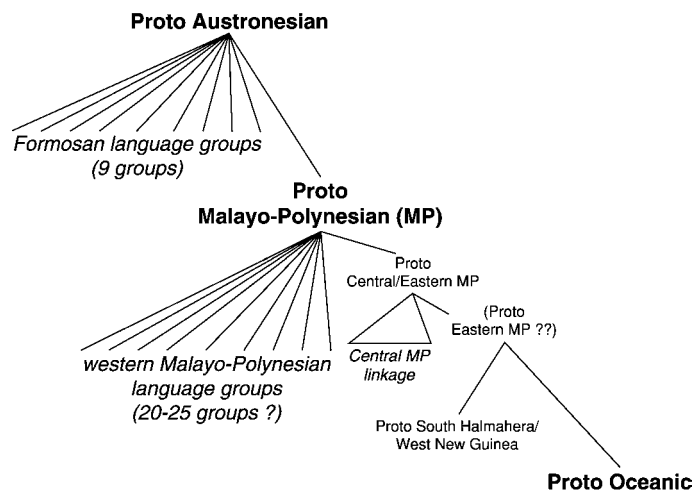 Proto Austronesian
Formosan language groups
(9 groups)
Proto
Malayo-Polynesian (MP)
Proto
Central/Eastern MP
(Proto
Eastern MP ??)
Central MP
linkage
western Malayo-Polynesian
language groups
(20-25 groups ?)
Proto South Halmahera/
West New Guinea
Proto Oceanic